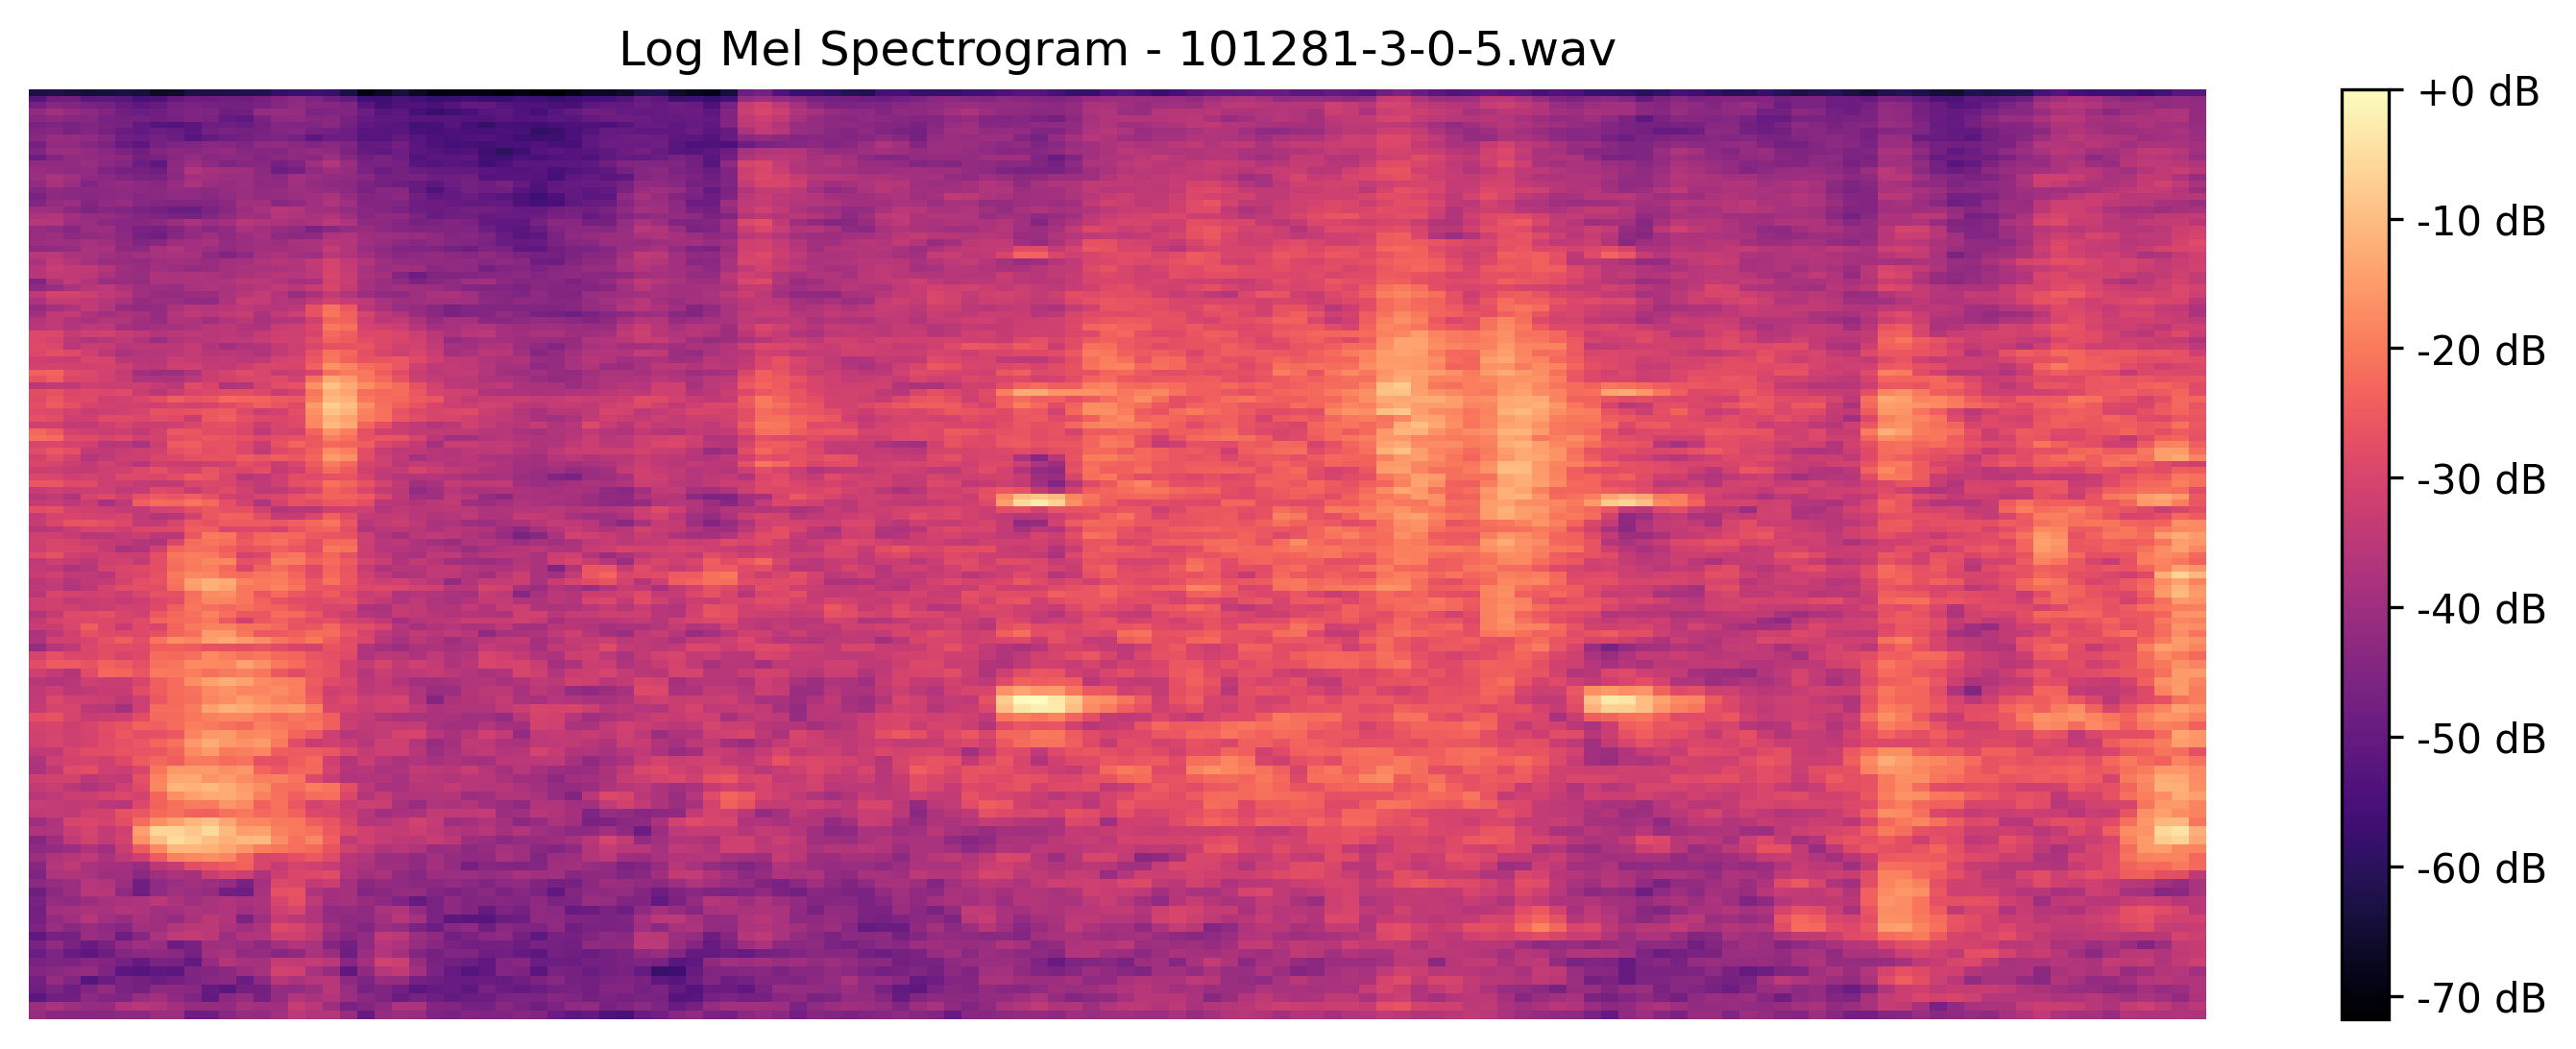 Log Mel Spectrogram - 101281-3-0-5.wav
+0 dB
-10 dB
-20 dB
-30 dB
-40 dB
-50 dB
-60 dB
-70 dB